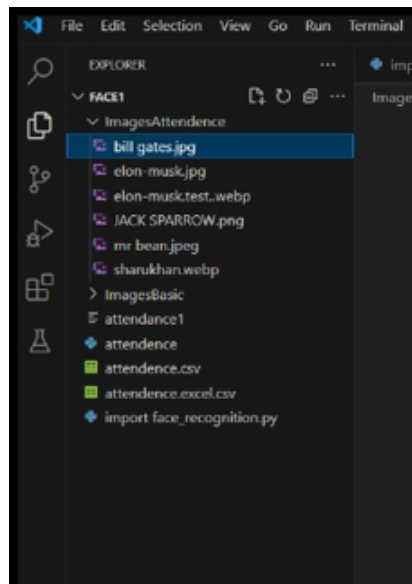 File Edit Selection View Go Run Terminal
EXPLORER
imp
FACE1
Image
ImagesAttendence
bill gates.jpg
elon-musk.jpg
elon-musk.test..webp
JACK SPARROW.png
mr bean.jpeg
sharukhan.webp
ImagesBasic
attendance1
attendence
attendence.csv
attendence.excel.csv
import face_recognition.py